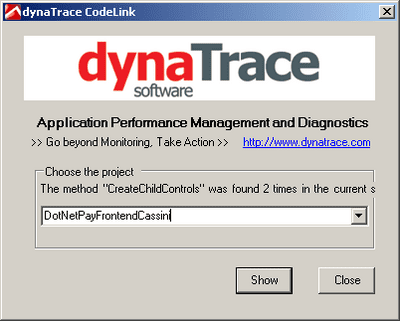 dynaTrace CodeLink
dynaTrace
software
Application Performance Management and Diagnostics
>> Go beyond Monitoring, Take Action >> http://www.dynatrace.com
Choose the project
The method "CreateChildControls" was found 2 times in the current s
DotNetPayFrontendCassini
Show Close